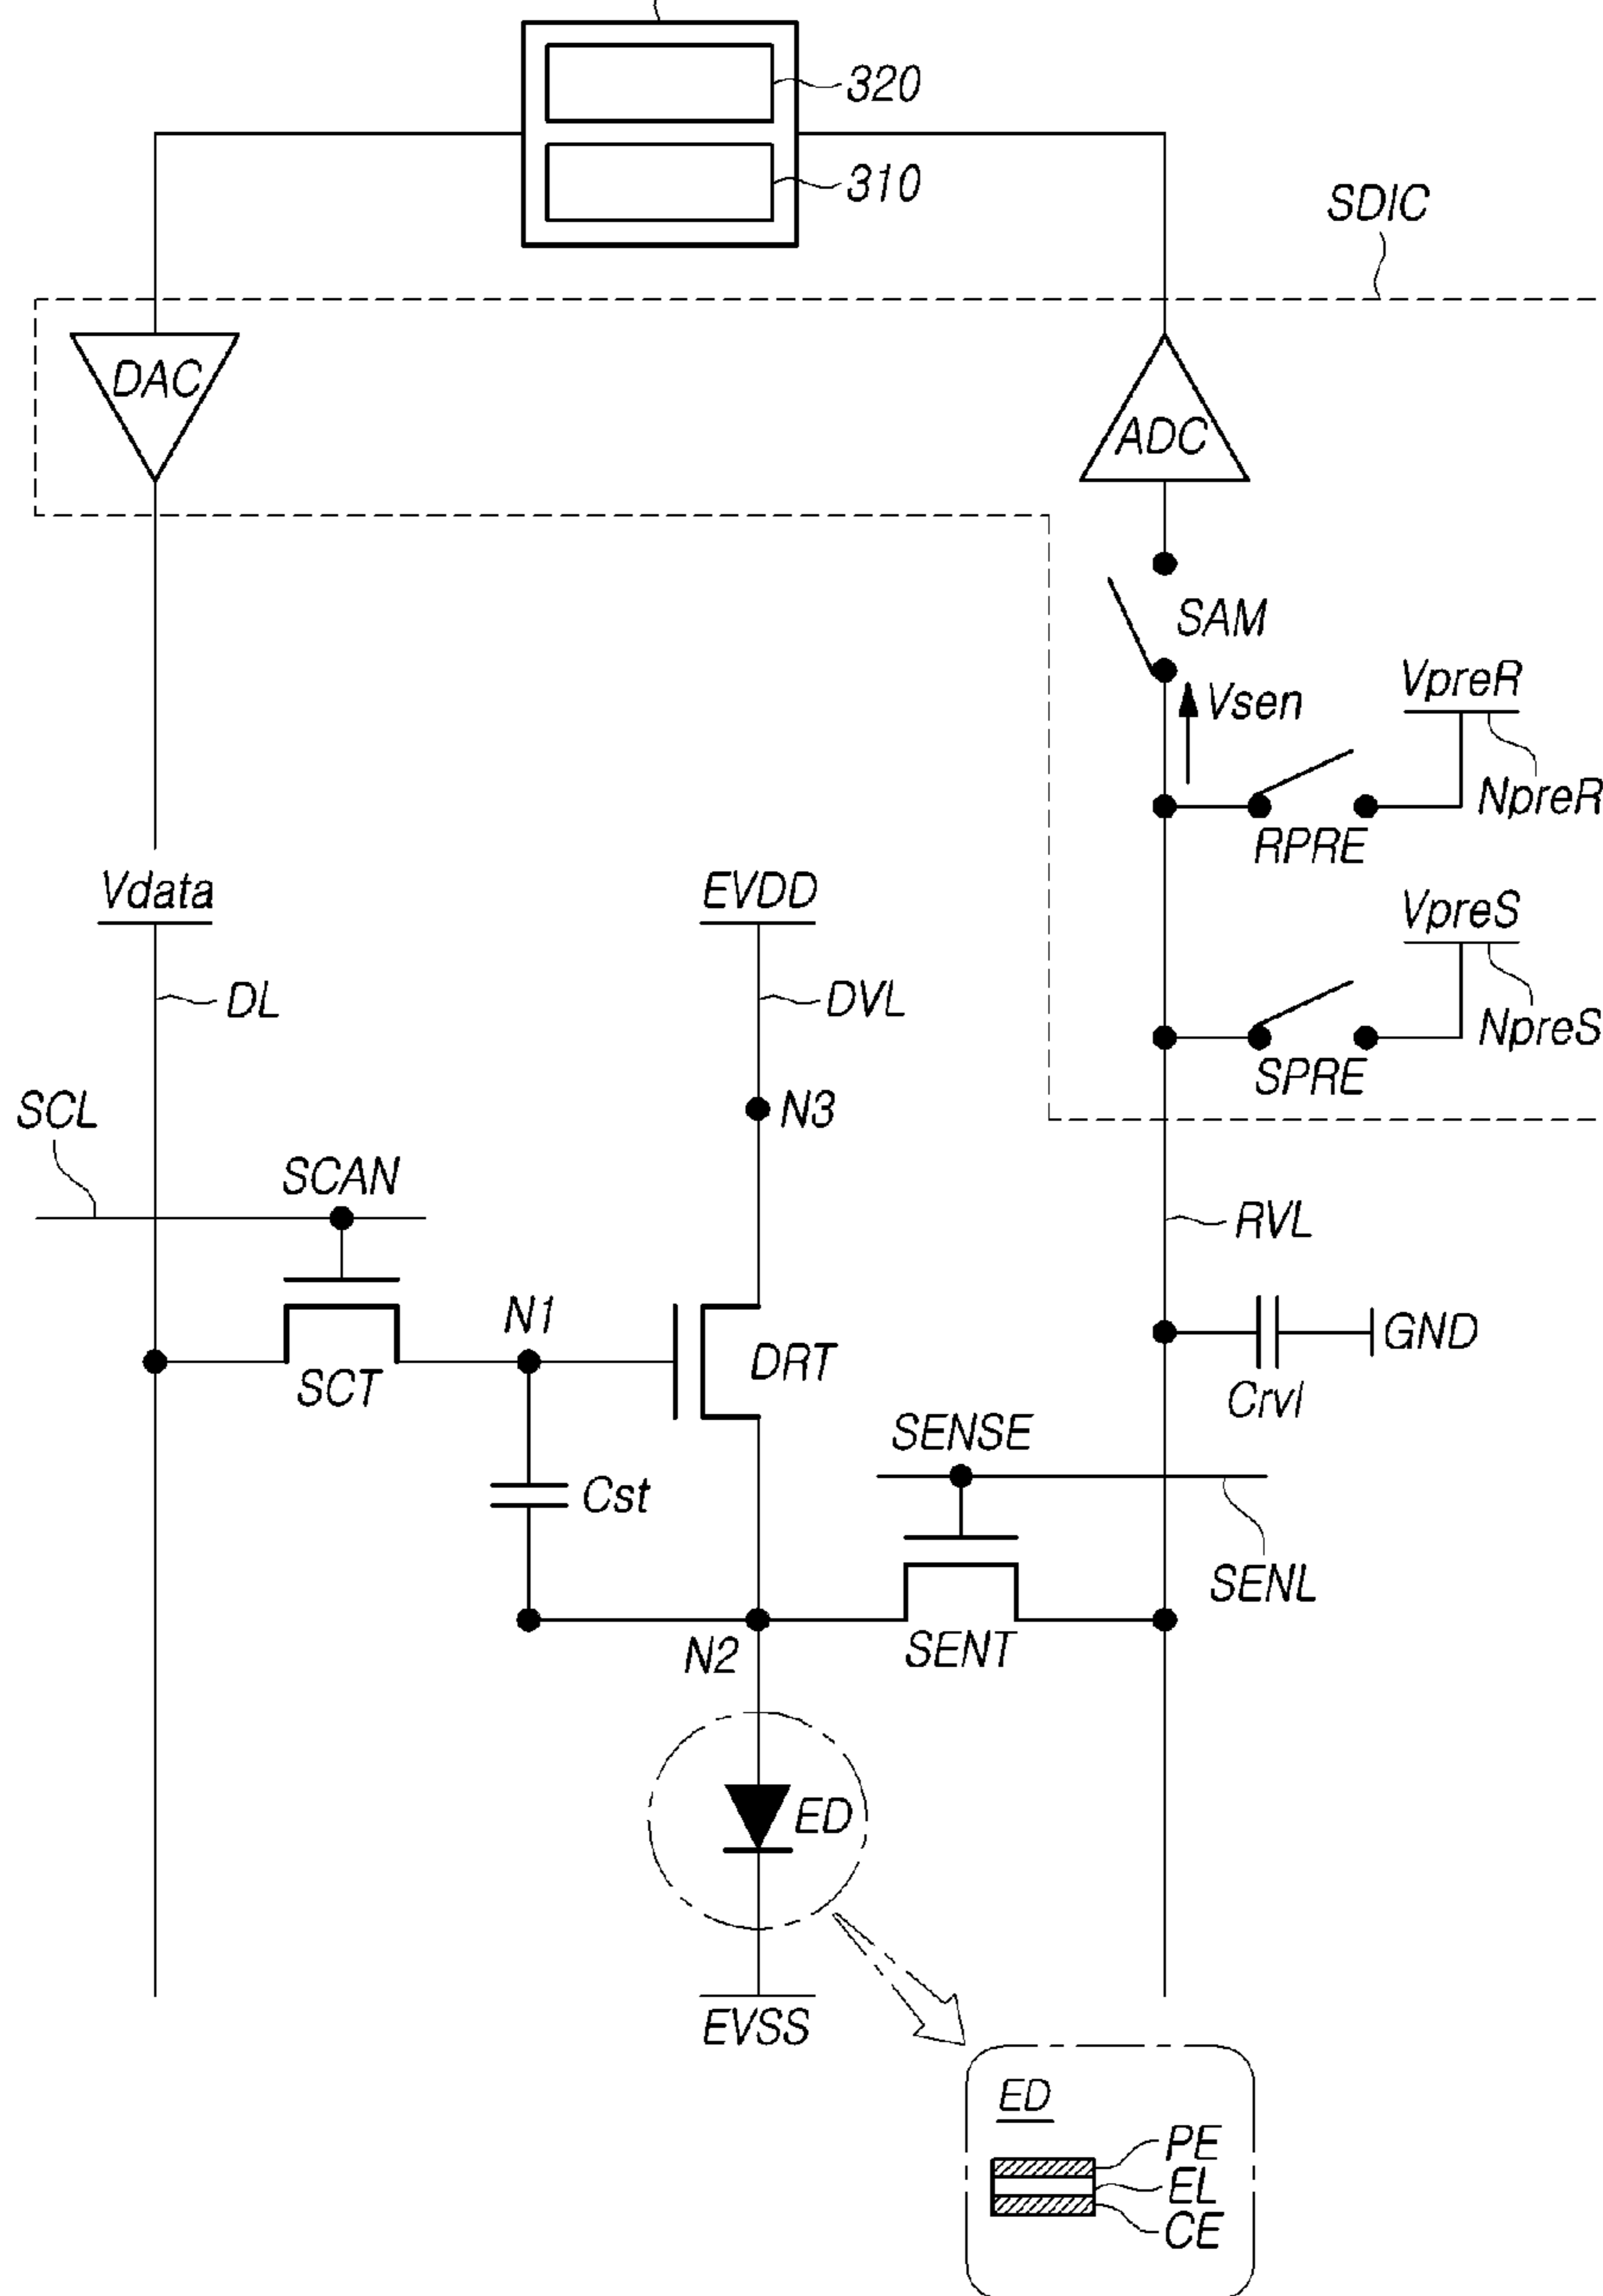 320
310
SDIC
DAC
ADC
SAM
Vsen
VpreR
NpreR
RPRE
Vdata
EVDD
VpreS
DL
DVL
NpreS
SPRE
SCL
N3
SCAN
RVL
N1
DRT
GND
SCT
Crvl
SENSE
Cst
SENL
N2
SENT
ED
EVSS
ED
PE
EL
CE